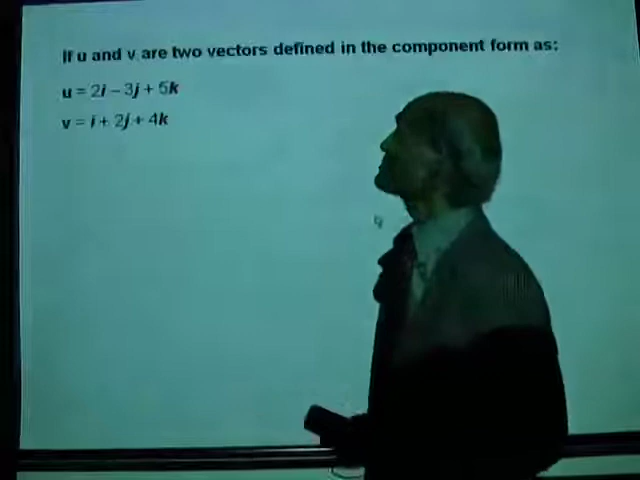 If u and v are two vectors defined in the component form as:
u = 2i – 3j + 5k
v = i + 2j + 4k